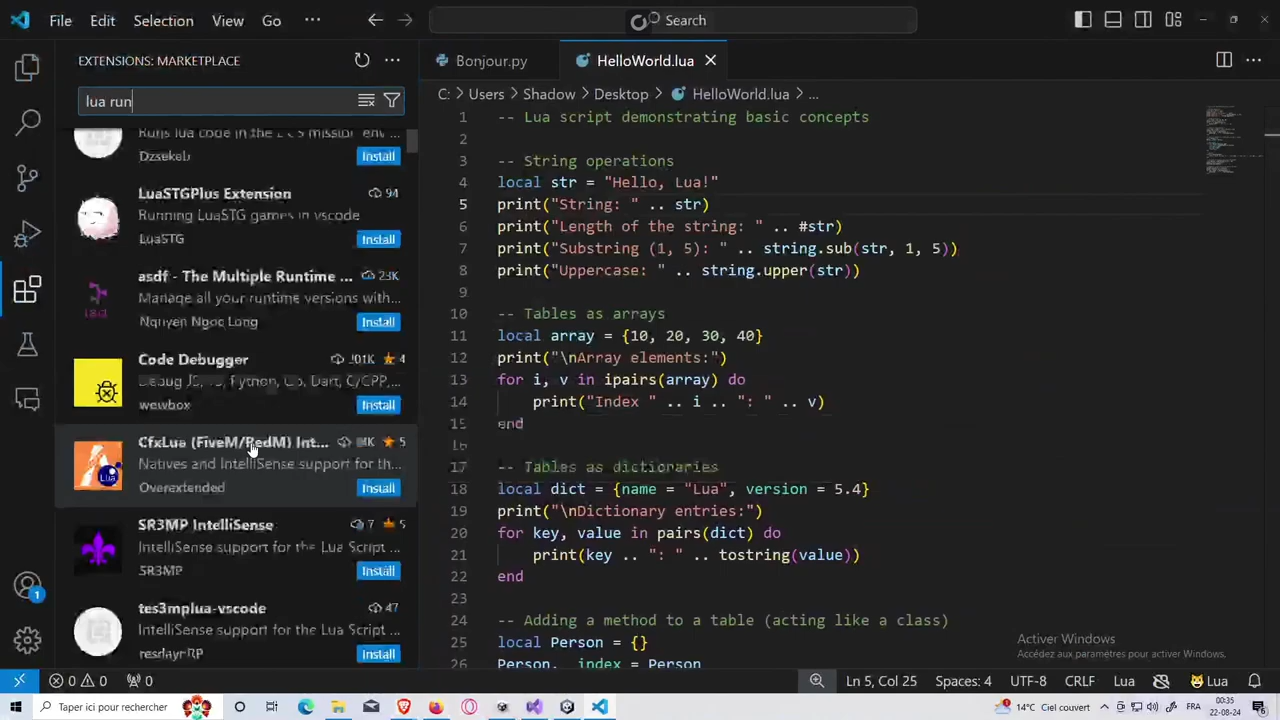 File Edit Selection View Go ... Search
EXTENSIONS: MARKETPLACE
lua run
Runs lua code in the DCS mission env ...
Dzsekeb
Install
LuaSTGPlus Extension 94
Running LuaSTG games in vscode
LuaSTG
Install
asdf - The Multiple Runtime ... 23K
Manage all your runtime versions with...
Nguyen Ngoc Long
Install
Code Debugger 4
wowbox
Install
CfxLua (FiveM/RedM) Int... 5
Natives and IntelliSense support for th...
Overextended
Install
SR3MP IntelliSense 7 5
IntelliSense support for the Lua Script ...
SR3MP
Install
tes3mplua-vscode 47
IntelliSense support for the Lua Script ...
Install
Bonjour.py HelloWorld.lua
C: > Users > Shadow > Desktop > HelloWorld.lua > ...
1 -- Lua script demonstrating basic concepts
2
3 -- String operations
4 local str = "Hello, Lua!"
5 print("String: " .. str)
6 print("Length of the string: " .. #str)
7 print("Substring (1, 5): " .. string.sub(str, 1, 5))
8 print("Uppercase: " .. string.upper(str))
9
10 -- Tables as arrays
11 local array = {10, 20, 30, 40}
12 print("\nArray elements:")
13 for i, v in ipairs(array) do
14 print("Index " .. i .. ": " .. v)
15 end
16
17 -- Tables as dictionaries
18 local dict = {name = "Lua", version = 5.4}
19 print("\nDictionary entries:")
20 for key, value in pairs(dict) do
21 print(key .. ": " .. tostring(value))
22 end
23
24 -- Adding a method to a table (acting like a class)
25 local Person = {}
26 Person.__index = Person
Activer Windows
Accédez aux paramètres pour activer Windows.
1
0 0 0 Ln 5, Col 25 Spaces: 4 UTF-8 CRLF Lua Lua
Taper ici pour rechercher 14°C Ciel couvert FRA 00:35
22-08-24 6